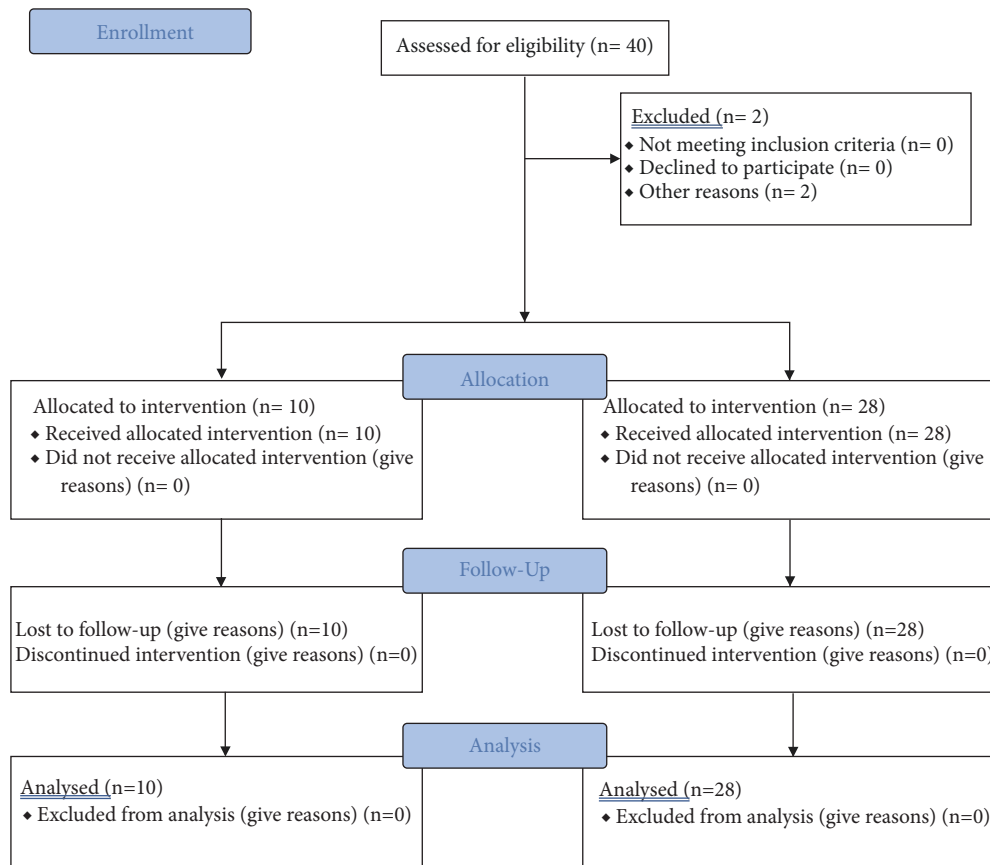 Enrollment
Assessed for eligibility (n= 40)
Excluded (n= 2)
◆ Not meeting inclusion criteria (n= 0)
◆ Declined to participate (n= 0)
◆ Other reasons (n= 2)
Allocation
Allocated to intervention (n= 10)
◆ Received allocated intervention (n= 10)
◆ Did not receive allocated intervention (give
reasons) (n= 0)
Allocated to intervention (n= 28)
◆ Received allocated intervention (n= 28)
◆ Did not receive allocated intervention (give
reasons) (n= 0)
Follow-Up
Lost to follow-up (give reasons) (n=10)
Discontinued intervention (give reasons) (n=0)
Lost to follow-up (give reasons) (n=28)
Discontinued intervention (give reasons) (n=0)
Analysis
Analysed (n=10)
◆ Excluded from analysis (give reasons) (n=0)
Analysed (n=28)
◆ Excluded from analysis (give reasons) (n=0)